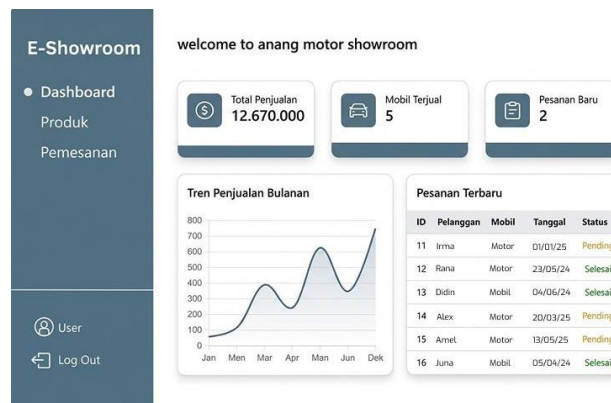 E-Showroom
Dashboard
Produk
Pemesanan
User
Log Out
welcome to anang motor showroom
Total Penjualan
12.670.000
Mobil Terjual
5
Pesanan Baru
2
Tren Penjualan Bulanan
800
700
600
500
400
300
200
100
0
Jan Men Mar Apr Man Jun Dek
Pesanan Terbaru
ID Pelanggan Mobil Tanggal Status
11 Irma Motor 01/01/25 Pending
12 Rana Motor 23/05/24 Selesai
13 Didin Mobil 04/06/24 Selesai
14 Alex Motor 20/03/25 Pending
15 Amel Motor 13/05/25 Pending
16 Juna Mobil 05/04/24 Selesai